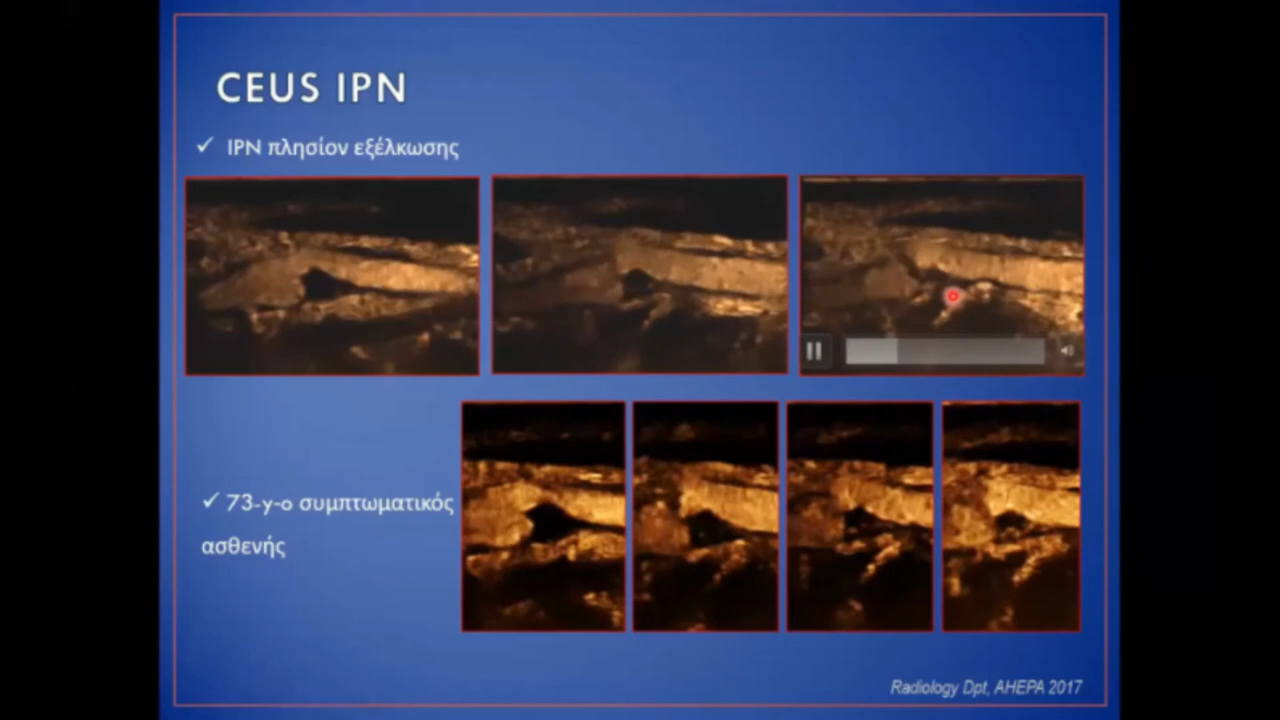 CEUS IPN
✓ IPN πλησίον εξέλκωσης
✓ 73-y-o συμπτωματικός
ασθενής
Radiology Dpt, AHEPA 2017